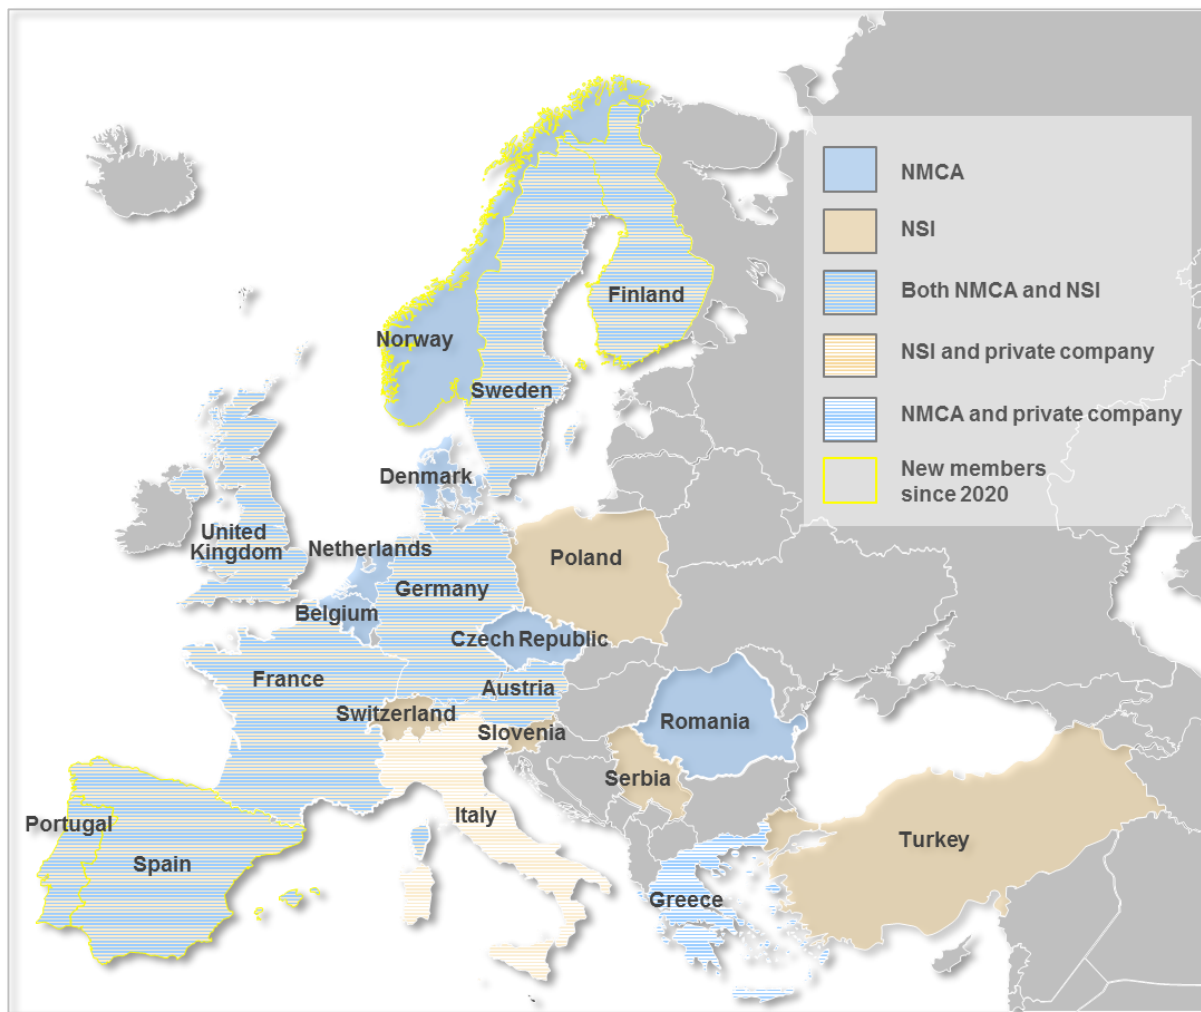 NMCA
NSI
Both NMCA and NSI
NSI and private company
NMCA and private company
New members
since 2020
Finland
Norway
Sweden
Denmark
United
Kingdom
Netherlands
Poland
Germany
Belgium
Czech Republic
France
Austria
Switzerland
Romania
Slovenia
Serbia
Italy
Portugal
Turkey
Spain
Greece